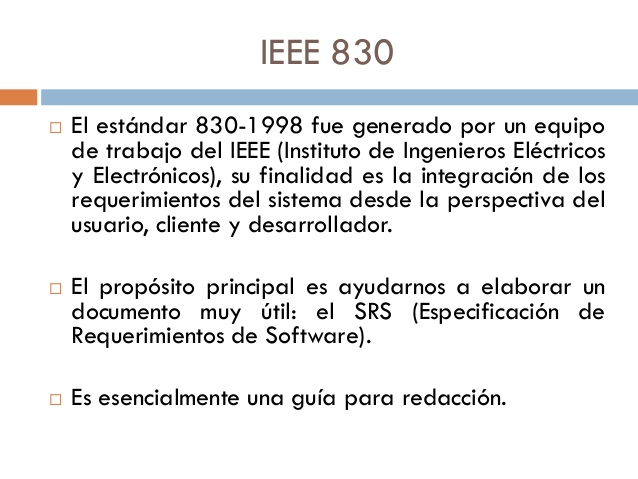 IEEE 830
El estándar 830-1998 fue generado por un equipo
de trabajo del IEEE (Instituto de Ingenieros Eléctricos
y Electrónicos), su finalidad es la integración de los
requerimientos del sistema desde la perspectiva del
usuario, cliente y desarrollador.
El propósito principal es ayudarnos a elaborar un
documento muy útil: el SRS (Especificación de
Requerimientos de Software).
Es esencialmente una guía para redacción.